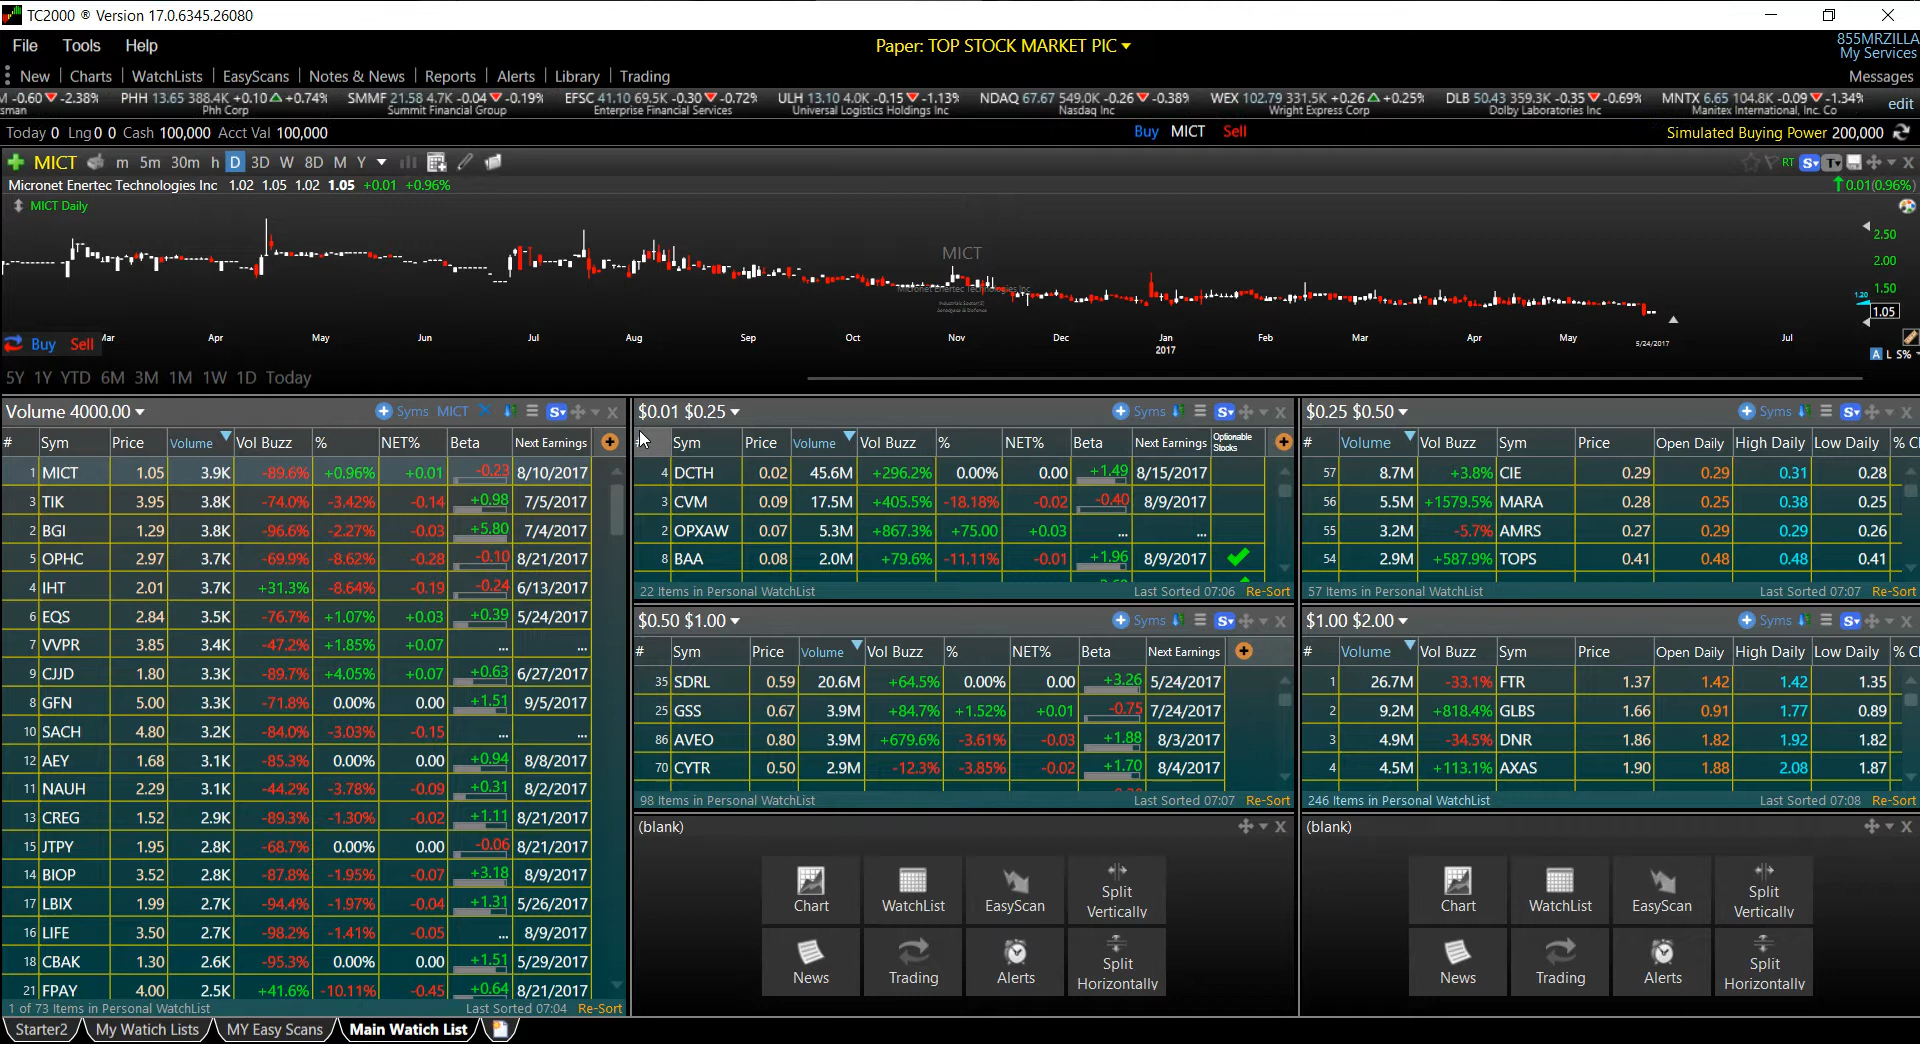 TC2000 ® Version 17.0.6345.26080
File Tools Help
Paper: TOP STOCK MARKET PIC
855MRZILLA
My Services
New Charts WatchLists EasyScans Notes & News Reports Alerts Library Trading
Messages
-0.60 -2.38% PHH 13.65 388.4K +0.10 +0.74% SMMF 21.58 4.7K -0.04 -0.19% EFSC 41.10 69.5K -0.30 -0.72% ULH 13.10 4.0K -0.15 -1.13% NDAQ 67.67 549.0K -0.26 -0.38% WEX 102.79 331.5K +0.26 +0.25% DLB 50.43 359.3K -0.35 -0.69% MNTX 6.65 104.8K -0.09 -1.34%
sman Phh Corp Summit Financial Group Enterprise Financial Services Universal Logistics Holdings Inc Nasdaq Inc Wright Express Corp Dolby Laboratories Inc Manitex International, Inc. Co
edit
Today 0 Lng 0 0 Cash 100,000 Acct Val 100,000
Buy MICT Sell
Simulated Buying Power 200,000
MICT m 5m 30m h D 3D W 8D M Y
RT S T
Micronet Enertec Technologies Inc 1.02 1.05 1.02 1.05 +0.01 +0.96%
0.01(0.96%)
MICT Daily
MICT
Micronet Enertec Technologies Inc
2.50
2.00
1.50
1.20
1.05
Buy Sell
Mar Apr May Jun Jul Aug Sep Oct Nov Dec Jan Feb Mar Apr May 5/24/2017 Jul
2017
A L S%
5Y 1Y YTD 6M 3M 1M 1W 1D Today
Volume 4000.00
Syms MICT S
# Sym Price Volume Vol Buzz % NET% Beta Next Earnings
1 MICT 1.05 3.9K -89.6% +0.96% +0.01 -0.23 8/10/2017
3 TIK 3.95 3.8K -74.0% -3.42% -0.14 +0.98 7/5/2017
2 BGI 1.29 3.8K -96.6% -2.27% -0.03 +5.80 7/4/2017
5 OPHC 2.97 3.7K -69.9% -8.62% -0.28 -0.10 8/21/2017
4 IHT 2.01 3.7K +31.3% -8.64% -0.19 -0.24 6/13/2017
6 EQS 2.84 3.5K -76.7% +1.07% +0.03 +0.39 5/24/2017
7 VVPR 3.85 3.4K -47.2% +1.85% +0.07 ... ...
9 CJJD 1.80 3.3K -89.7% +4.05% +0.07 +0.63 6/27/2017
8 GFN 5.00 3.3K -71.8% 0.00% 0.00 +1.51 9/5/2017
10 SACH 4.80 3.2K -84.0% -3.03% -0.15 ... ...
12 AEY 1.68 3.1K -85.3% 0.00% 0.00 +0.94 8/8/2017
11 NAUH 2.29 3.1K -44.2% -3.78% -0.09 +0.31 8/2/2017
13 CREG 1.52 2.9K -89.3% -1.30% -0.02 +1.11 8/21/2017
15 JTPY 1.95 2.8K -68.7% 0.00% 0.00 -0.06 8/21/2017
14 BIOP 3.52 2.8K -87.8% -1.95% -0.07 +3.18 8/9/2017
17 LBIX 1.99 2.7K -94.4% -1.97% -0.04 +1.31 5/26/2017
16 LIFE 3.50 2.7K -98.2% -1.41% -0.05 ... 8/9/2017
18 CBAK 1.30 2.6K -95.3% 0.00% 0.00 +1.51 5/29/2017
21 FPAY 4.00 2.5K +41.6% -10.11% -0.45 +0.64 8/21/2017
1 of 73 Items in Personal WatchList Last Sorted 07:04 Re-Sort
$0.01 $0.25
Syms S
Sym Price Volume Vol Buzz % NET% Beta Next Earnings Optionable Stocks
4 DCTH 0.02 45.6M +296.2% 0.00% 0.00 +1.49 8/15/2017
3 CVM 0.09 17.5M +405.5% -18.18% -0.02 -0.40 8/9/2017
2 OPXAW 0.07 5.3M +867.3% +75.00 +0.03 ... ...
8 BAA 0.08 2.0M +79.6% -11.11% -0.01 +1.96 8/9/2017
22 Items in Personal WatchList Last Sorted 07:06 Re-Sort
$0.25 $0.50
Syms S
# Volume Vol Buzz Sym Price Open Daily High Daily Low Daily % C
57 8.7M +3.8% CIE 0.29 0.29 0.31 0.28
56 5.5M +1579.5% MARA 0.28 0.25 0.38 0.25
55 3.2M -5.7% AMRS 0.27 0.29 0.29 0.26
54 2.9M +587.9% TOPS 0.41 0.48 0.48 0.41
57 Items in Personal WatchList Last Sorted 07:07 Re-Sort
$0.50 $1.00
Syms S
# Sym Price Volume Vol Buzz % NET% Beta Next Earnings
35 SDRL 0.59 20.6M +64.5% 0.00% 0.00 +3.26 5/24/2017
25 GSS 0.67 3.9M +84.7% +1.52% +0.01 -0.75 7/24/2017
86 AVEO 0.80 3.9M +679.6% -3.61% -0.03 +1.88 8/3/2017
70 CYTR 0.50 2.9M -12.3% -3.85% -0.02 +1.70 8/4/2017
98 Items in Personal WatchList Last Sorted 07:07 Re-Sort
$1.00 $2.00
Syms S
# Volume Vol Buzz Sym Price Open Daily High Daily Low Daily % C
1 26.7M -33.1% FTR 1.37 1.42 1.42 1.35
2 9.2M +818.4% GLBS 1.66 0.91 1.77 0.89
3 4.9M -34.5% DNR 1.86 1.82 1.92 1.82
4 4.5M +113.1% AXAS 1.90 1.88 2.08 1.87
246 Items in Personal WatchList Last Sorted 07:08 Re-Sort
(blank)
Chart WatchList EasyScan Split Vertically
News Trading Alerts Split Horizontally
(blank)
Chart WatchList EasyScan Split Vertically
News Trading Alerts Split Horizontally
Starter2 My Watich Lists MY Easy Scans Main Watich List